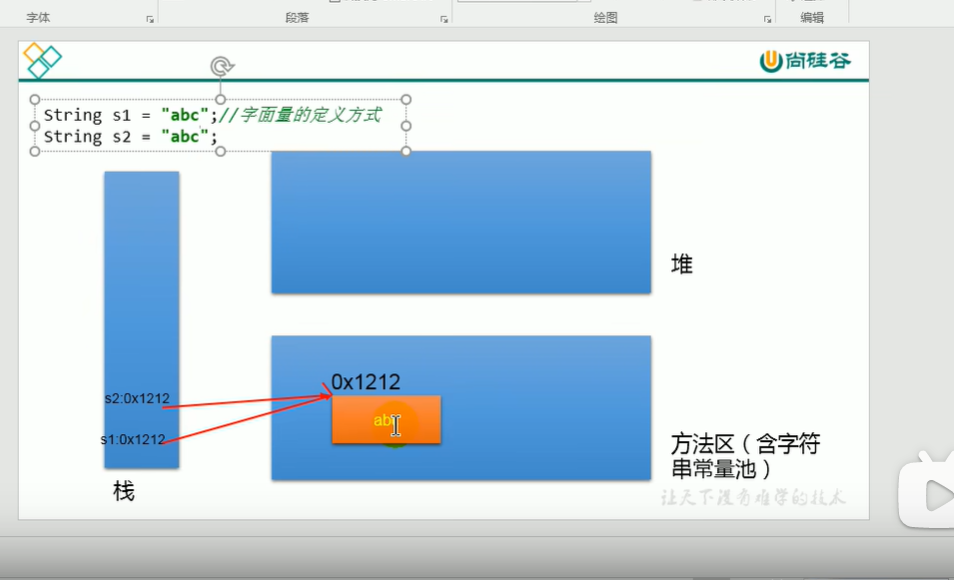 字体
段落
绘图
编辑
尚硅谷
String s1 = "abc";//字面量的定义方式
String s2 = "abc";
堆
0x1212
s2:0x1212
s1:0x1212
方法区（含字符
串常量池）
栈
让天下没有难学的技术